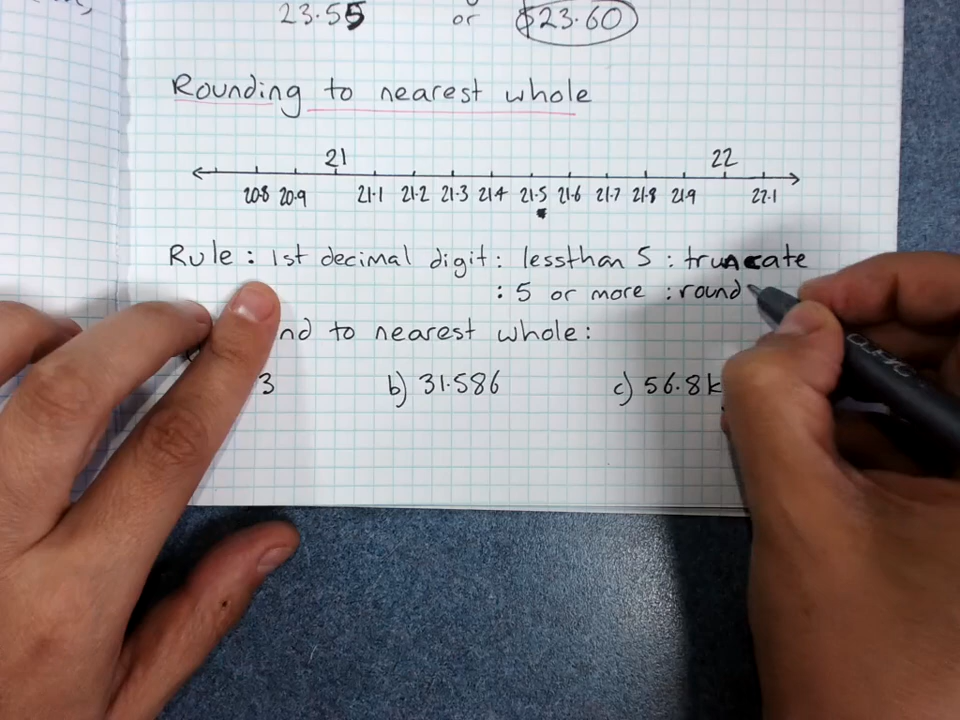 23.55 or $23.60
Rounding to nearest whole
21 22
20.8 20.9 21.1 21.2 21.3 21.4 21.5 21.6 21.7 21.8 21.9 22.1
Rule : 1st decimal digit : lessthan 5 : truncate
: 5 or more : round
nd to nearest whole:
3 b) 31.586 c) 56.8k